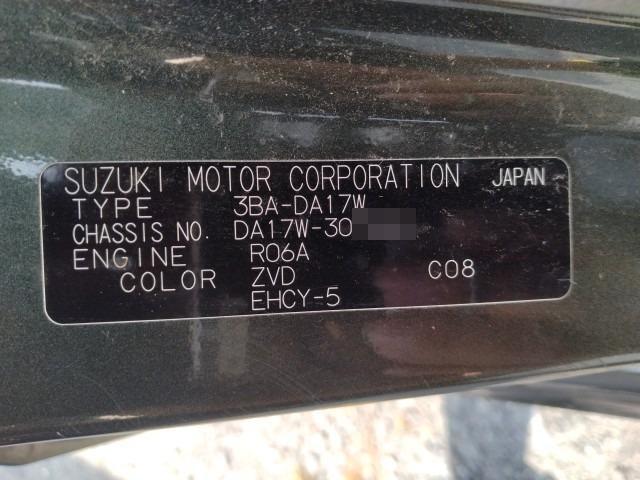 SUZUKI MOTOR CORPORATION JAPAN
TYPE 3BA-DA17W
CHASSIS NO. DA17W-30
ENGINE R06A
COLOR ZVD C08
EHCY-5